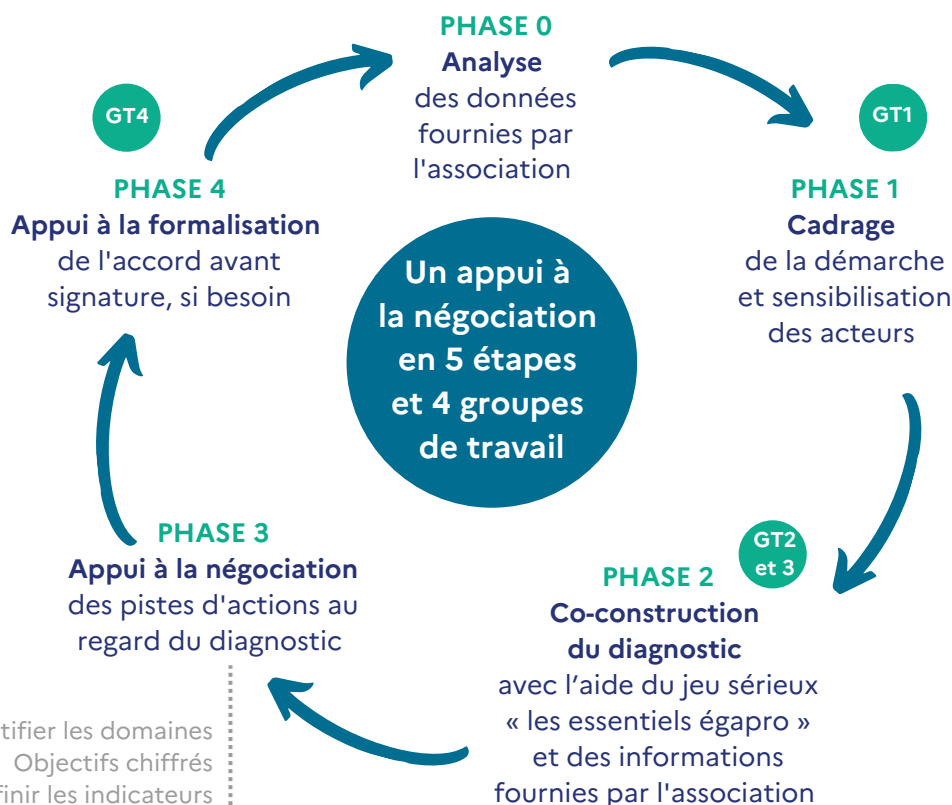 PHASE 0
Analyse
des données
fournies par
l'association
GT1
PHASE 1
Cadrage
de la démarche
et sensibilisation
des acteurs
GT2
et 3
PHASE 2
Co-construction
du diagnostic
avec l’aide du jeu sérieux
« les essentiels égapro »
et des informations
fournies par l'association
PHASE 3
Appui à la négociation
des pistes d'actions au
regard du diagnostic
les domaines
Objectifs chiffrés
les indicateurs
GT4
PHASE 4
Appui à la formalisation
de l'accord avant
signature, si besoin
Un appui à
la négociation
en 5 étapes
et 4 groupes
de travail